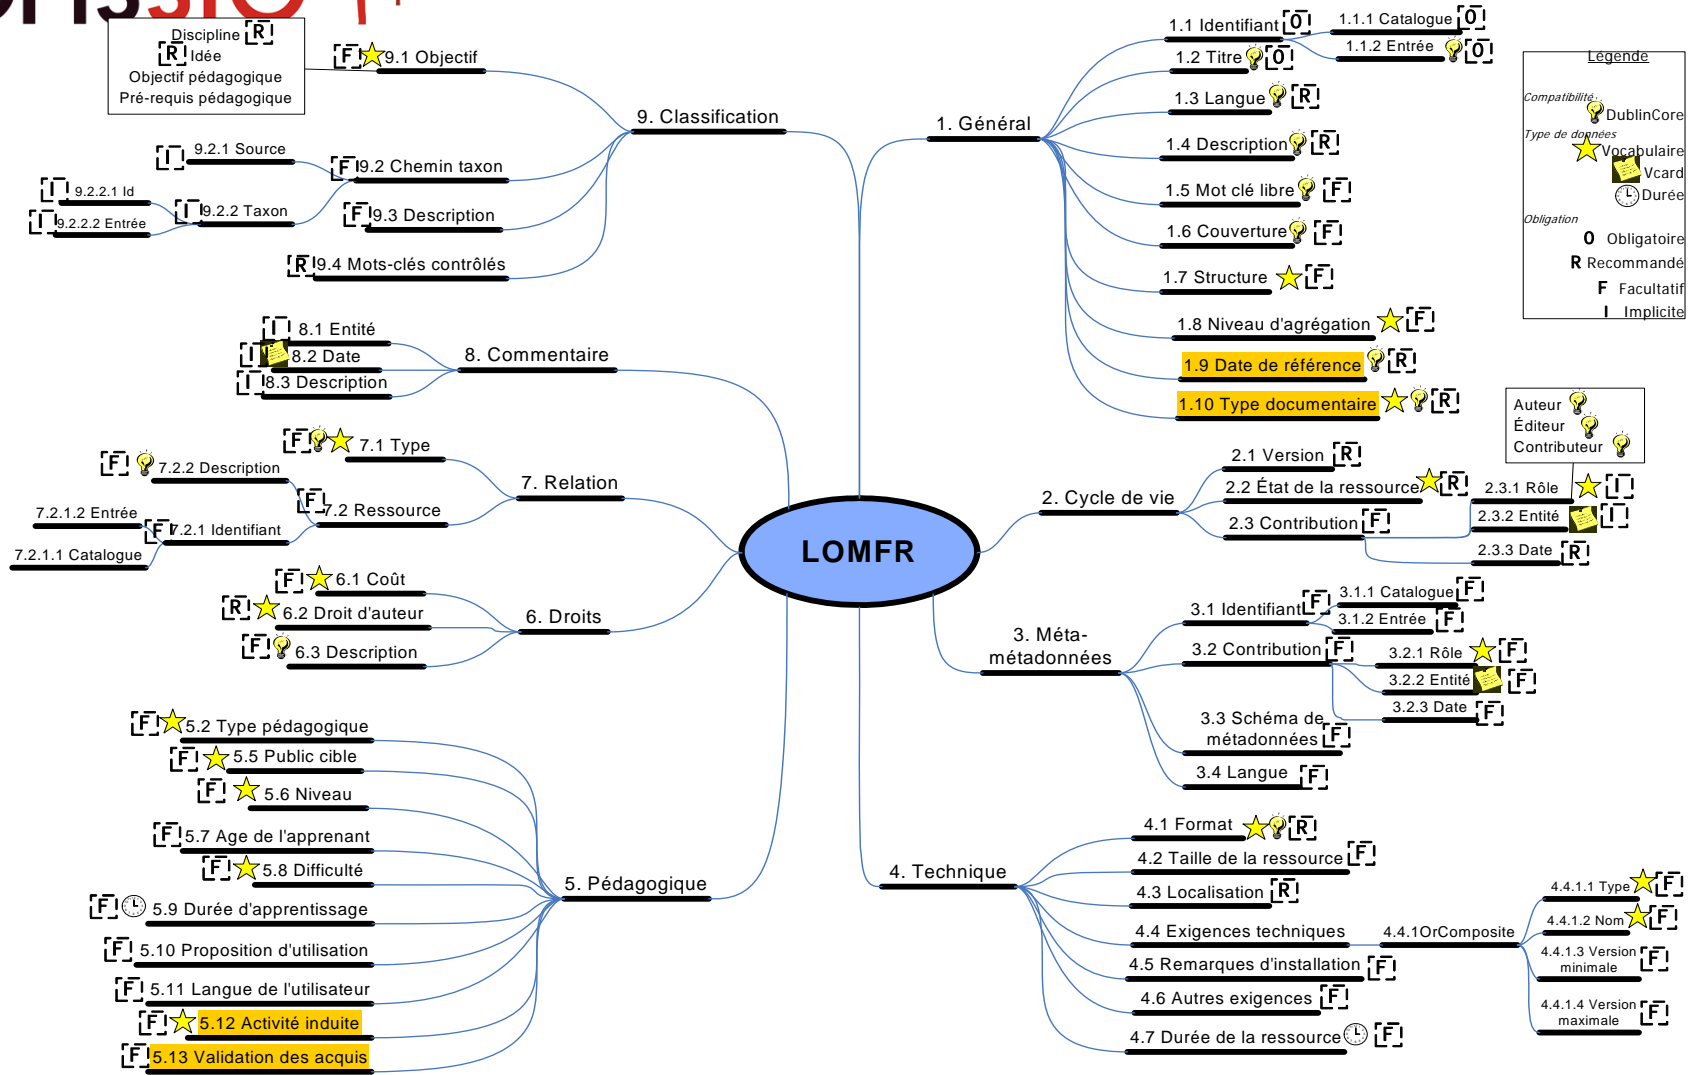 Discipline R
R Idée
Objectif pédagogique
Pré-requis pédagogique
F 9.1 Objectif
9. Classification
I 9.2.1 Source
F 9.2 Chemin taxon
I 9.2.2.1 Id
I 9.2.2 Taxon
I 9.2.2.2 Entrée
F 9.3 Description
R 9.4 Mots-clés contrôlés
I 8.1 Entité
I 8.2 Date
I 8.3 Description
8. Commentaire
F 7.1 Type
F 7.2.2 Description
7. Relation
F
7.2 Ressource
7.2.1.2 Entrée
F 7.2.1 Identifiant
7.2.1.1 Catalogue
F 6.1 Coût
R 6.2 Droit d'auteur
F 6.3 Description
6. Droits
F 5.2 Type pédagogique
F 5.5 Public cible
F 5.6 Niveau
F 5.7 Age de l'apprenant
F 5.8 Difficulté
F 5.9 Durée d'apprentissage
F 5.10 Proposition d'utilisation
F 5.11 Langue de l'utilisateur
F 5.12 Activité induite
F 5.13 Validation des acquis
5. Pédagogique
LOMFR
1. Général
1.1 Identifiant O
1.1.1 Catalogue O
1.1.2 Entrée O
1.2 Titre O
1.3 Langue R
1.4 Description R
1.5 Mot clé libre F
1.6 Couverture F
1.7 Structure F
1.8 Niveau d'agrégation F
1.9 Date de référence R
1.10 Type documentaire R
Légende
Compatibilité
DublinCore
Type de données
Vocabulaire
Vcard
Durée
Obligation
O Obligatoire
R Recommandé
F Facultatif
I Implicite
Auteur
Éditeur
Contributeur
2. Cycle de vie
2.1 Version R
2.2 État de la ressource R
2.3 Contribution F
2.3.1 Rôle I
2.3.2 Entité I
2.3.3 Date R
3. Méta-
métadonnées
3.1 Identifiant F
3.1.1 Catalogue F
3.1.2 Entrée F
3.2 Contribution F
3.2.1 Rôle F
3.2.2 Entité F
3.2.3 Date F
3.3 Schéma de
métadonnées F
3.4 Langue F
4. Technique
4.1 Format R
4.2 Taille de la ressource F
4.3 Localisation R
4.4 Exigences techniques
4.4.1OrComposite
4.4.1.1 Type F
4.4.1.2 Nom F
4.4.1.3 Version
minimale F
4.4.1.4 Version
maximale F
4.5 Remarques d'installation F
4.6 Autres exigences F
4.7 Durée de la ressource F